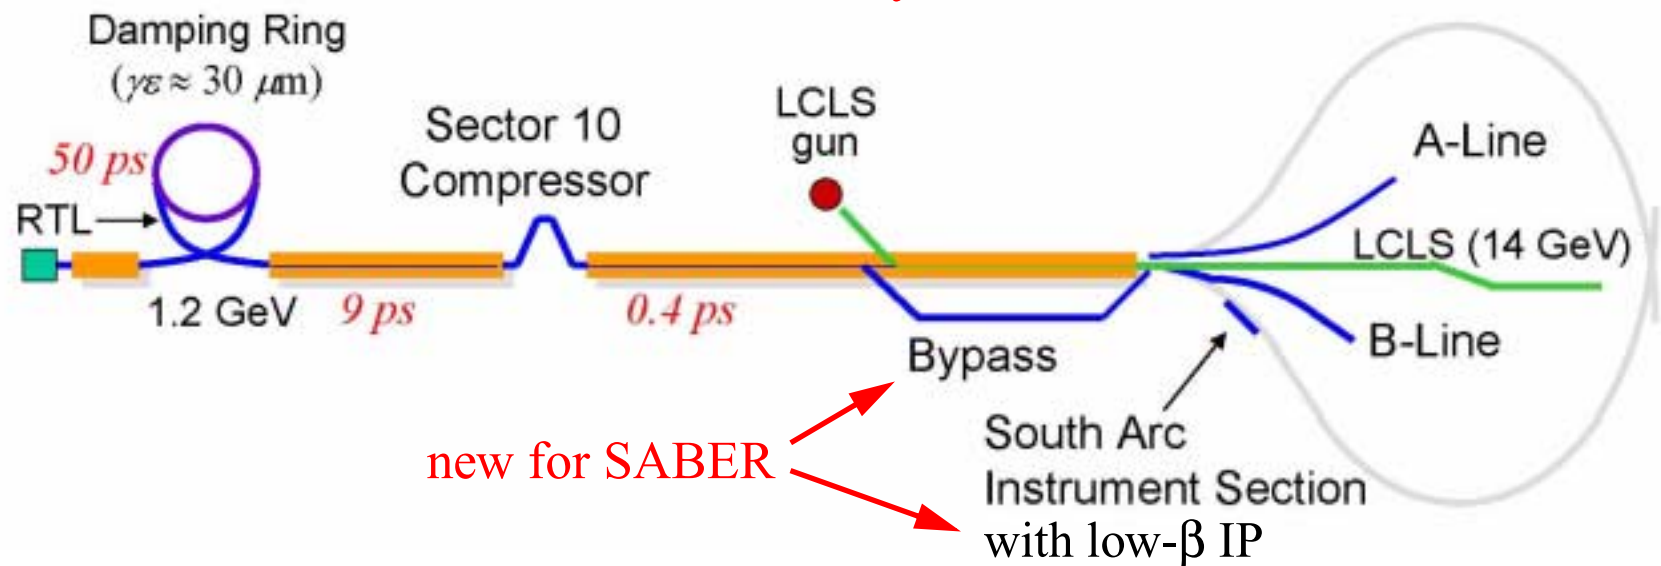 Damping Ring
(γε ≈ 30 μm)
50 ps
RTL
1.2 GeV
9 ps
Sector 10
Compressor
0.4 ps
LCLS
gun
Bypass
A-Line
LCLS (14 GeV)
B-Line
South Arc
Instrument Section
with low-β IP
new for SABER